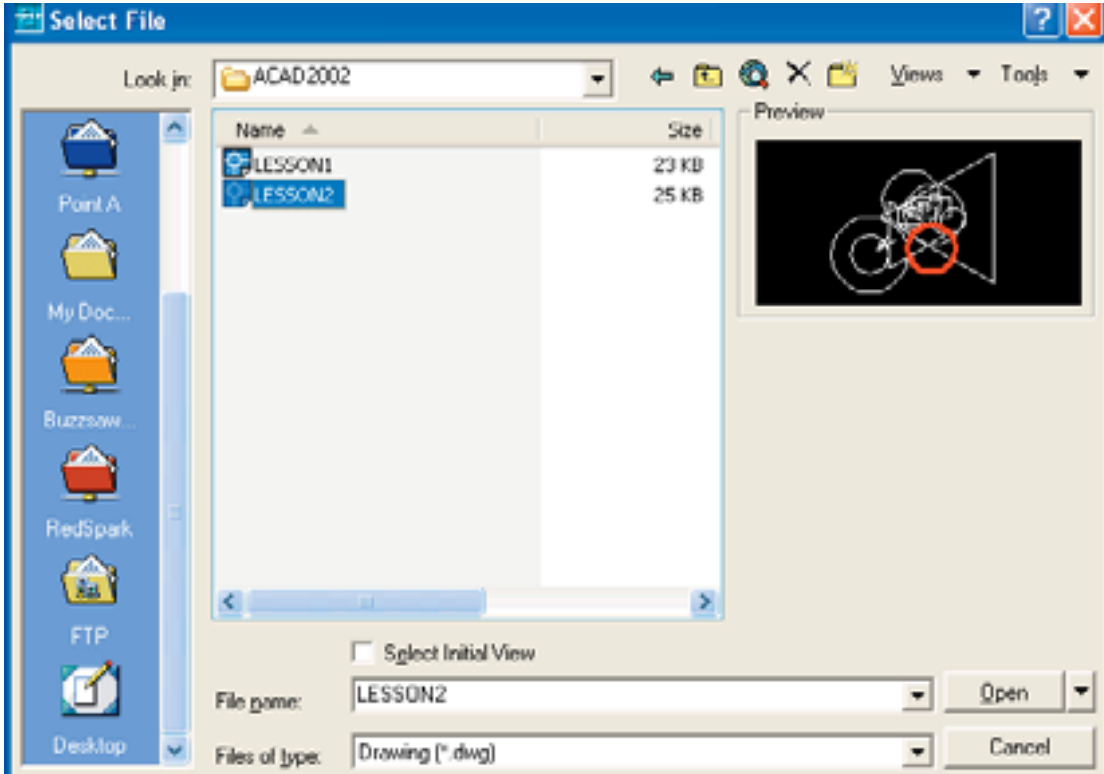 Select File
?
Look in: ACAD2002 Views Tools
Name Size Preview
LESSON1 23 KB
LESSON2 25 KB
Point A
My Doc...
Buzzsaw...
RedSpark
FTP
Desktop
Select Initial View
File name: LESSON2 Open
Files of type: Drawing (*.dwg) Cancel